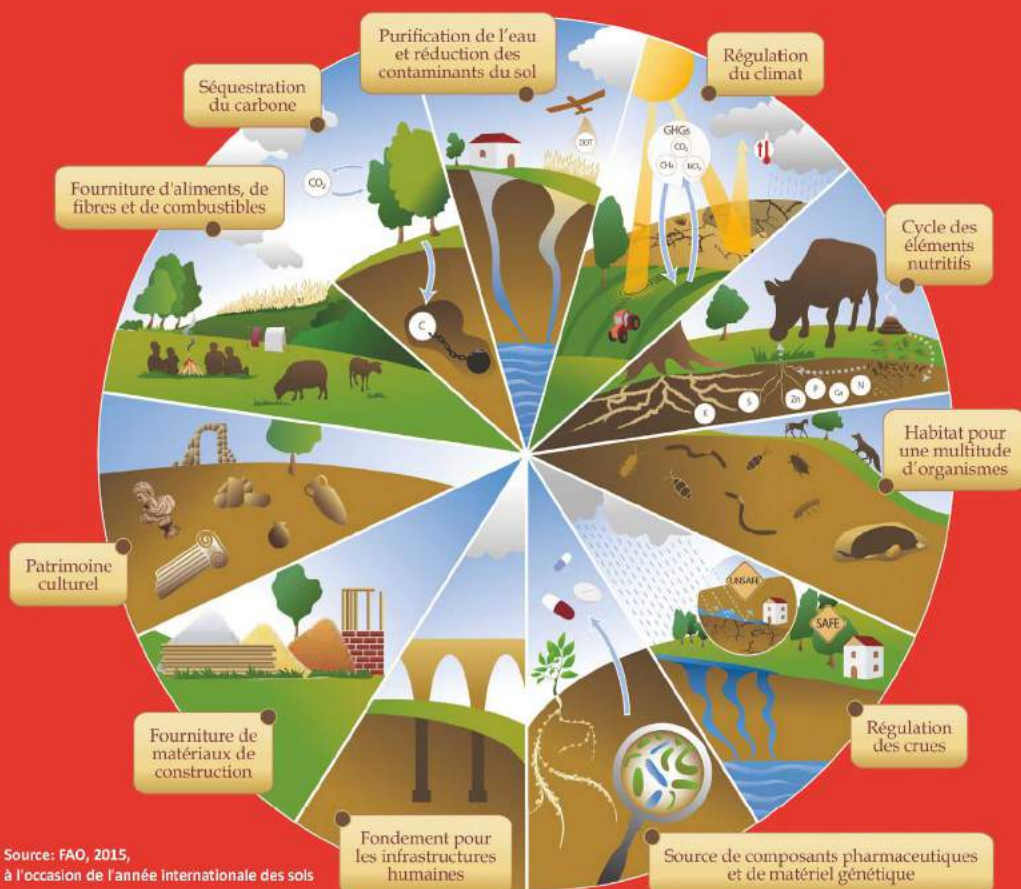 Purification de l'eau
et réduction des
contaminants du sol
Régulation
du climat
Séquestration
du carbone
Fourniture d'aliments, de
fibres et de combustibles
Cycle des
éléments
nutritifs
Habitat pour
une multitude
d'organismes
Patrimoine
culturel
Régulation
des crues
Fourniture de
matériaux de
construction
Fondement pour
les infrastructures
humaines
Source de composants pharmaceutiques
et de matériel génétique
CO₂
C
DDT
GHGs
CO₂
CH₄
K
S
Zn
P
Ca
N
UNSAFE
SAFE
Source: FAO, 2015,
à l'occasion de l'année internationale des sols